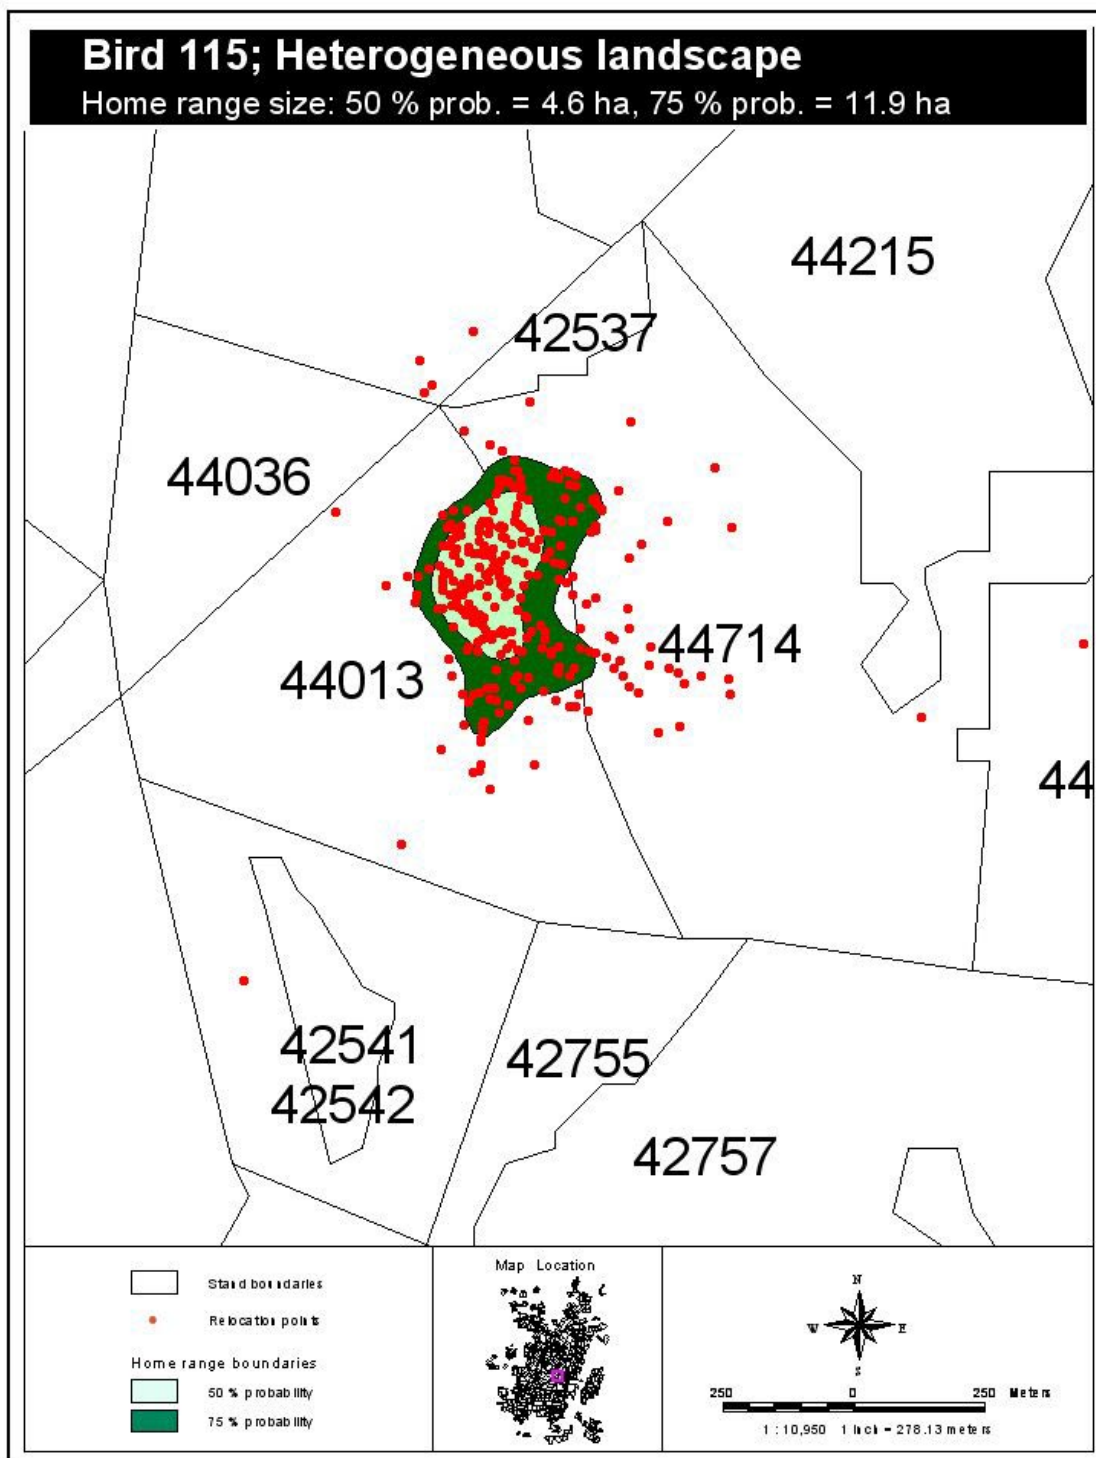 Bird 115; Heterogeneous landscape
Home range size: 50 % prob. = 4.6 ha, 75 % prob. = 11.9 ha
44215
42537
44036
44714
44013
44
42541
42755
42542
42757
Stand boundaries
Relocation points
Home range boundaries
50 % probability
75 % probability
Map Location
N
W E
S
250 0 250 Meters
1 : 10,950 1 Inch = 278.13 meters